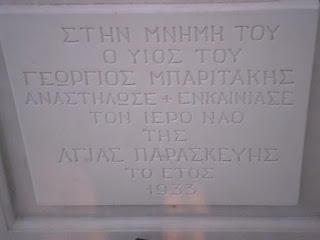 ΣΤΗΝ ΜΝΗΜΗ ΤΟΥ
Ο ΥΙΟΣ ΤΟΥ
ΓΕΩΡΓΙΟΣ ΜΠΑΡΙΤΑΚΗΣ
ΑΝΑΣΤΗΛΩΣΕ + ΕΝΚΑΙΝΙΑΣΕ
ΤΟΝ ΙΕΡΟ ΝΑΟ
ΤΗΣ
ΑΓΙΑΣ ΠΑΡΑΣΚΕΥΗΣ
ΤΟ ΕΤΟΣ
1933